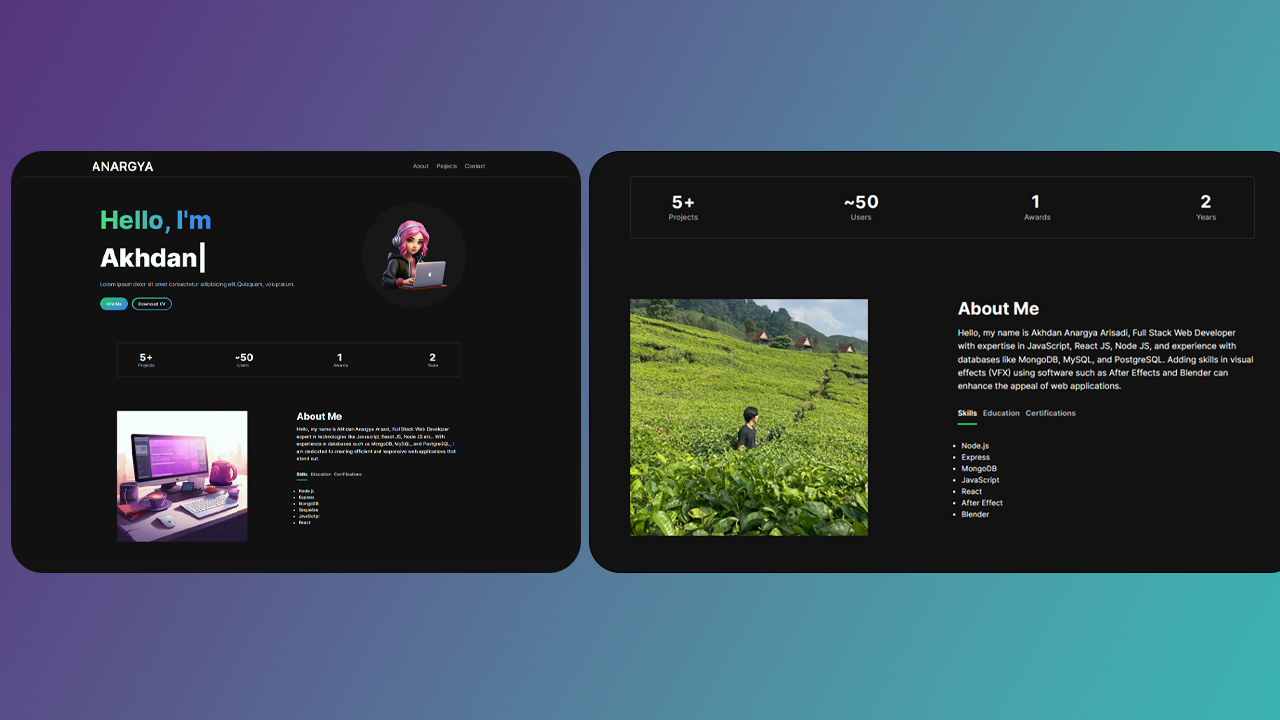 ANARGYA
About Projects Contact
Hello, I'm
Akhdan
Lorem ipsum dolor sit amet consectetur adipisicing elit.Quisquam, voluptatum.
Hire Me Download CV
5+ ~50 1 2
Projects Users Awards Years
About Me
Hello, my name is Akhdan Anargya Arisadi, Full Stack Web Developer
expert in technologies like Javascript, React JS, Node JS etc.. With
experience in databases such as MongoDB, MySQL, and PostgreSQL, I
am dedicated to creating efficient and responsive web applications that
stand out.
Skills Education Certifications
Node.js
Express
MongoDB
Sequelize
JavaScript
React
5+ ~50 1 2
Projects Users Awards Years
About Me
Hello, my name is Akhdan Anargya Arisadi, Full Stack Web Developer
with expertise in JavaScript, React JS, Node JS, and experience with
databases like MongoDB, MySQL, and PostgreSQL. Adding skills in visual
effects (VFX) using software such as After Effects and Blender can
enhance the appeal of web applications.
Skills Education Certifications
Node.js
Express
MongoDB
JavaScript
React
After Effect
Blender